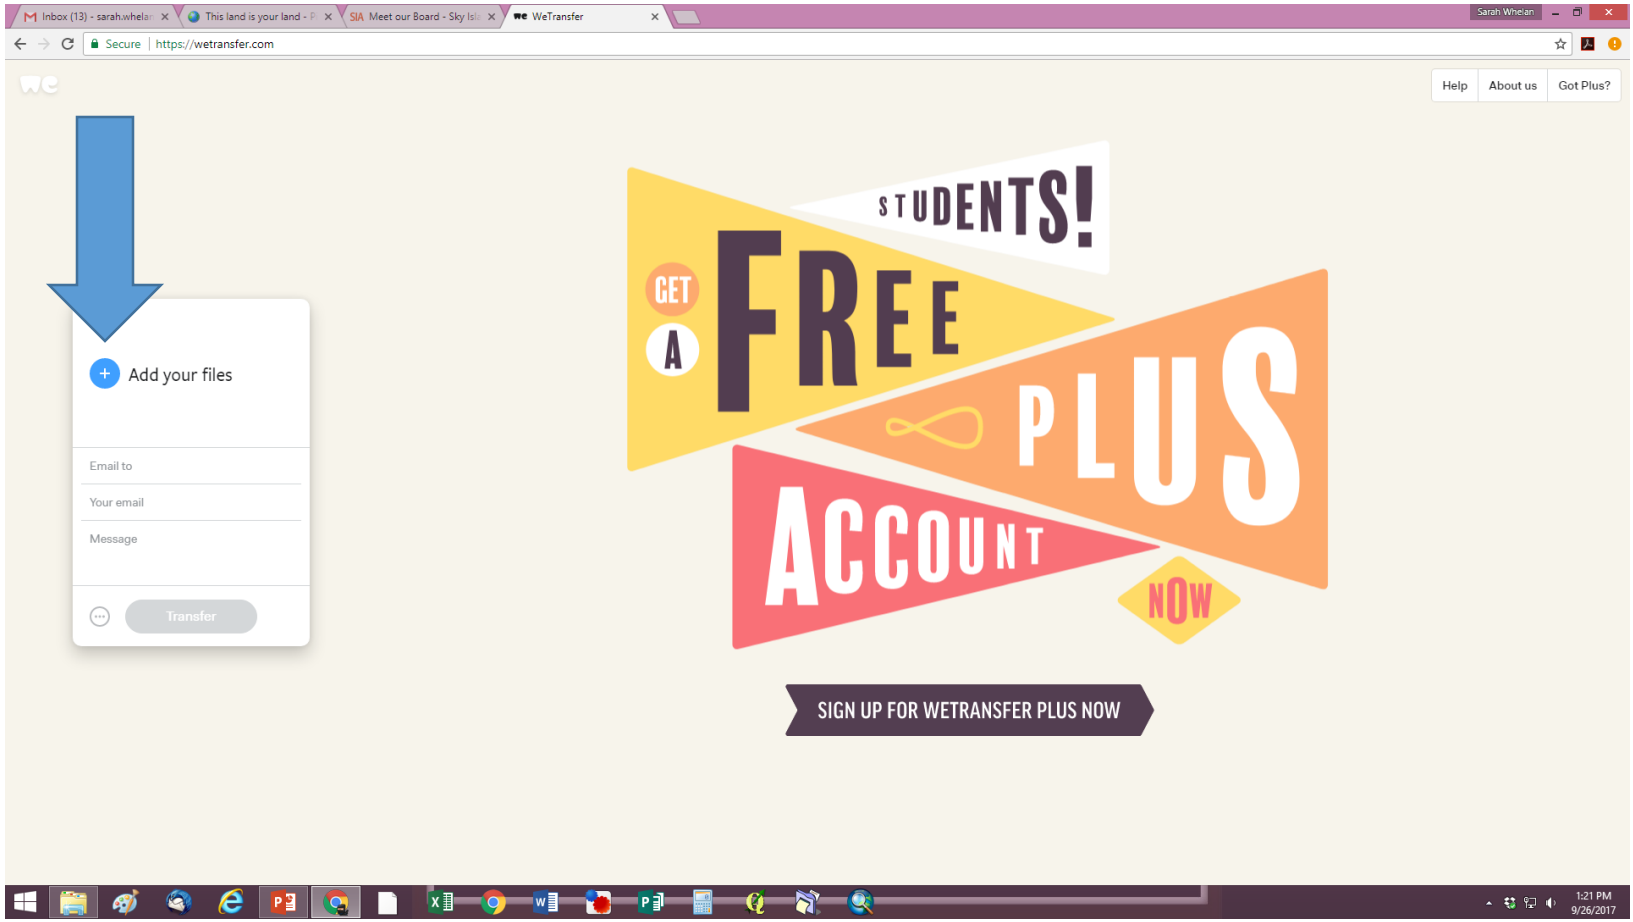 Inbox (13) - sarah.whelan
This land is your land - P
SIA Meet our Board - Sky Isla
we WeTransfer
Sarah Whelan
Secure
https://wetransfer.com
we
Help
About us
Got Plus?
STUDENTS!
GET
A
FREE
PLUS
ACCOUNT
NOW
SIGN UP FOR WETRANSFER PLUS NOW
Add your files
Email to
Your email
Message
Transfer
1:21 PM
9/26/2017